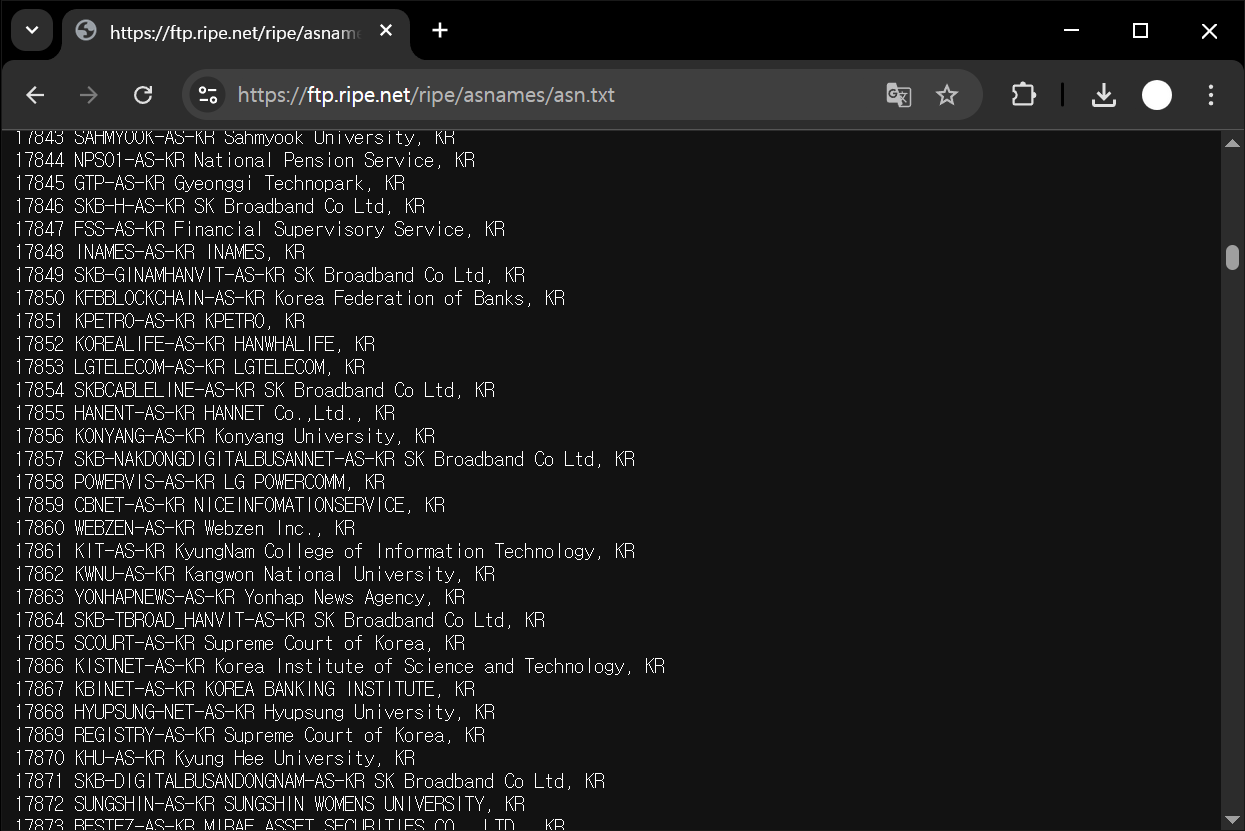 https://ftp.ripe.net/ripe/asname
https://ftp.ripe.net/ripe/asnames/asn.txt
17843 SAHMYOOK-AS-KR Sahmyook University, KR
17844 NPS01-AS-KR National Pension Service, KR
17845 GTP-AS-KR Gyeonggi Technopark, KR
17846 SKB-H-AS-KR SK Broadband Co Ltd, KR
17847 FSS-AS-KR Financial Supervisory Service, KR
17848 INAMES-AS-KR INAMES, KR
17849 SKB-GINAMHANVIT-AS-KR SK Broadband Co Ltd, KR
17850 KFBBLOCKCHAIN-AS-KR Korea Federation of Banks, KR
17851 KPETRO-AS-KR KPETRO, KR
17852 KOREALIFE-AS-KR HANWHALIFE, KR
17853 LGTELECOM-AS-KR LGTELECOM, KR
17854 SKBCABLELINE-AS-KR SK Broadband Co Ltd, KR
17855 HANENT-AS-KR HANNET Co.,Ltd., KR
17856 KONYANG-AS-KR Konyang University, KR
17857 SKB-NAKDONGDIGITALBUSANNET-AS-KR SK Broadband Co Ltd, KR
17858 POWERVIS-AS-KR LG POWERCOMM, KR
17859 CBNET-AS-KR NICEINFOMATIONSERVICE, KR
17860 WEBZEN-AS-KR Webzen Inc., KR
17861 KIT-AS-KR KyungNam College of Information Technology, KR
17862 KWNU-AS-KR Kangwon National University, KR
17863 YONHAPNEWS-AS-KR Yonhap News Agency, KR
17864 SKB-TBROAD_HANVIT-AS-KR SK Broadband Co Ltd, KR
17865 SCOURT-AS-KR Supreme Court of Korea, KR
17866 KISTNET-AS-KR Korea Institute of Science and Technology, KR
17867 KBINET-AS-KR KOREA BANKING INSTITUTE, KR
17868 HYUPSUNG-NET-AS-KR Hyupsung University, KR
17869 REGISTRY-AS-KR Supreme Court of Korea, KR
17870 KHU-AS-KR Kyung Hee University, KR
17871 SKB-DIGITALBUSANDONGNAM-AS-KR SK Broadband Co Ltd, KR
17872 SUNGSHIN-AS-KR SUNGSHIN WOMENS UNIVERSITY, KR
17873 BESTEZ-AS-KR MIRAE ASSET SECURITIES CO., LTD., KR